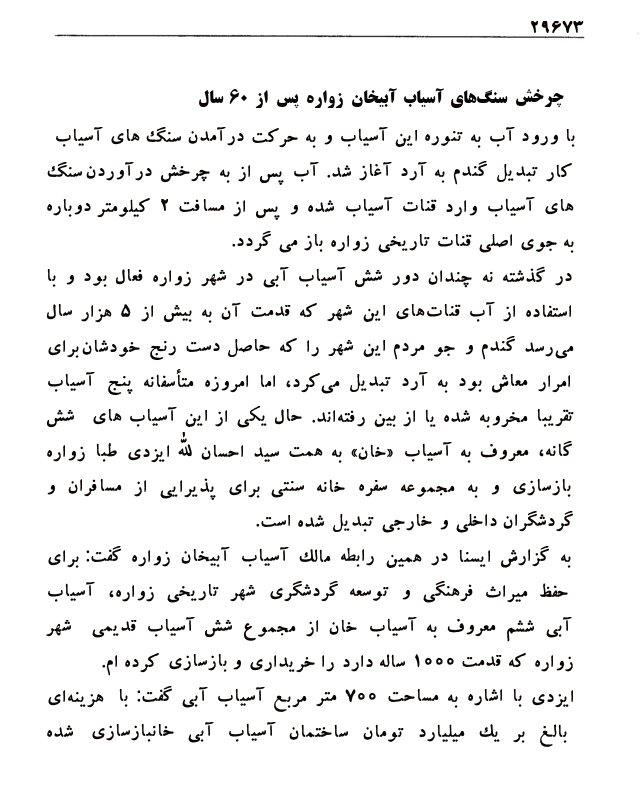 ۲۹۶۷۳
چرخش سنگ‌های آسیاب آبیخان زواره پس از ۶۰ سال
با ورود آب به تنوره این آسیاب و به حرکت درآمدن سنگ های آسیاب
کار تبدیل گندم به آرد آغاز شد. آب پس از به چرخش درآوردن سنگ
های آسیاب وارد قنات آسیاب شده و پس از مسافت ۲ کیلومتر دوباره
به جوی اصلی قنات تاریخی زواره باز می گردد.
در گذشته نه چندان دور شش آسیاب آبی در شهر زواره فعال بود و با
استفاده از آب قنات‌های این شهر که قدمت آن به بیش از ۵ هزار سال
می‌رسد گندم و جو مردم این شهر را که حاصل دست رنج خودشان برای
امرار معاش بود به آرد تبدیل می‌کرد، اما امروزه متأسفانه پنج آسیاب
تقریبا مخروبه شده یا از بین رفته‌اند. حال یکی از این آسیاب های شش
گانه، معروف به آسیاب «خان» به همت سید احسان لله ایزدی طبا زواره
بازسازی و به مجموعه سفره خانه سنتی برای پذیرایی از مسافران و
گردشگران داخلی و خارجی تبدیل شده است.
به گزارش ایسنا در همین رابطه مالك آسیاب آبیخان زواره گفت: برای
حفظ میراث فرهنگی و توسعه گردشگری شهر تاریخی زواره، آسیاب
آبی ششم معروف به آسیاب خان از مجموع شش آسیاب قدیمی شهر
زواره که قدمت ۱۰۰۰ ساله دارد را خریداری و بازسازی کرده ام.
ایزدی با اشاره به مساحت ۷۰۰ متر مربع آسیاب آبی گفت: با هزینه‌ای
بالغ بر یك میلیارد تومان ساختمان آسیاب آبی خانبازسازی شده